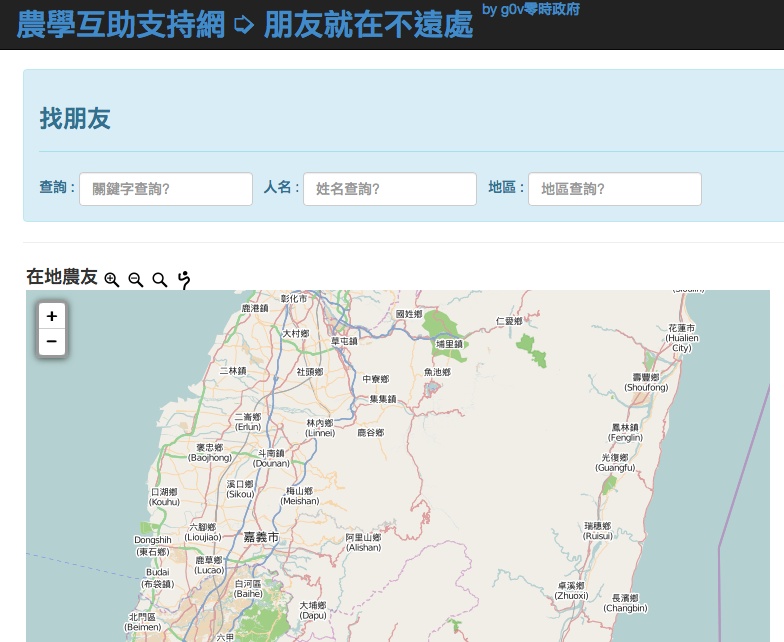 農學互助支持網 ➪ 朋友就在不遠處 by g0v零時政府
找朋友
查詢 : 關鍵字查詢? 人名 : 姓名查詢? 地區 : 地區查詢?
在地農友
+
−
彰化市
鹿港鎮
國姓鄉
仁愛鄉
花蓮市
(Hualien
City)
大村鄉
草屯鎮
埔里鎮
二林鎮
社頭鄉
中寮鄉
魚池鄉
壽豐鄉
(Shoufong)
集集鎮
二崙鄉
(Erlun)
林內鄉
(Linnei)
鹿谷鄉
鳳林鎮
(Fenglin)
褒忠鄉
(Baojhong)
斗南鎮
(Dounan)
光復鄉
(Guangfu)
口湖鄉
(Kouhu)
溪口鄉
(Sikou)
梅山鄉
(Meishan)
六腳鄉
(Lioujiao)
嘉義市
阿里山鄉
(Alishan)
瑞穗鄉
(Ruisui)
Dongshih
(東石鄉)
鹿草鄉
(Lucao)
Budai
(布袋鎮)
白河區
(Baihe)
卓溪鄉
(Zhuoxi)
長濱鄉
(Changbin)
北門區
(Beimen)
大埔鄉
(Dapu)
六甲